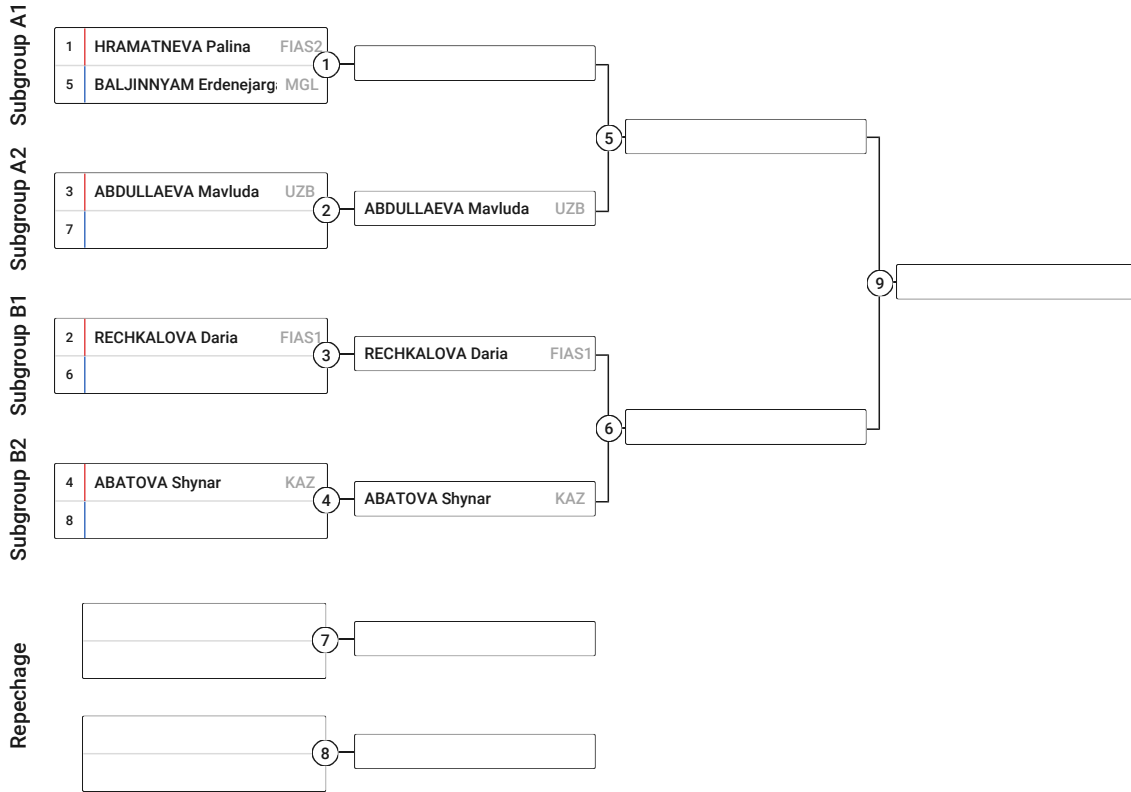 Subgroup A1
1 HRAMATNEVA Palina FIAS2
1
5 BALJINNYAM Erdenejarg MGL
5
Subgroup A2
3 ABDULLAEVA Mavluda UZB
2
ABDULLAEVA Mavluda UZB
7
9
Subgroup B1
2 RECHKALOVA Daria FIAS1
3
RECHKALOVA Daria FIAS1
6
6
Subgroup B2
4 ABATOVA Shynar KAZ
4
ABATOVA Shynar KAZ
8
Repechage
7
8